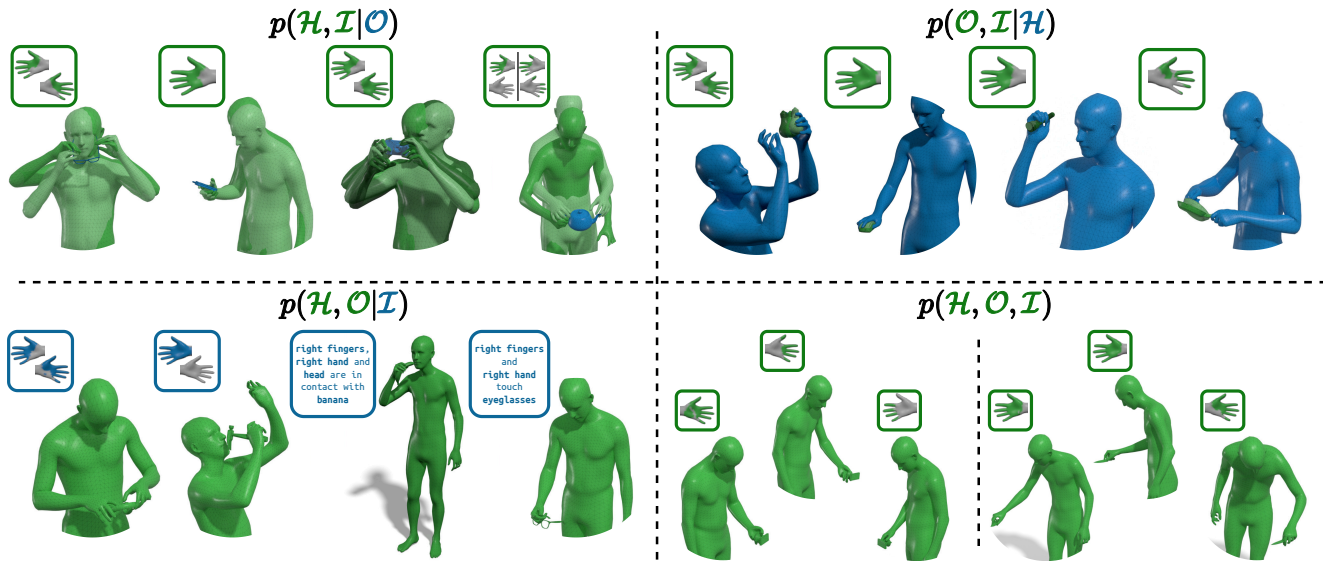 p(H, I|O)
p(O, I|H)
p(H, O|I)
right fingers,
right hand and
head are in
contact with
banana
right fingers
and
right hand
touch
eyeglasses
p(H, O, I)